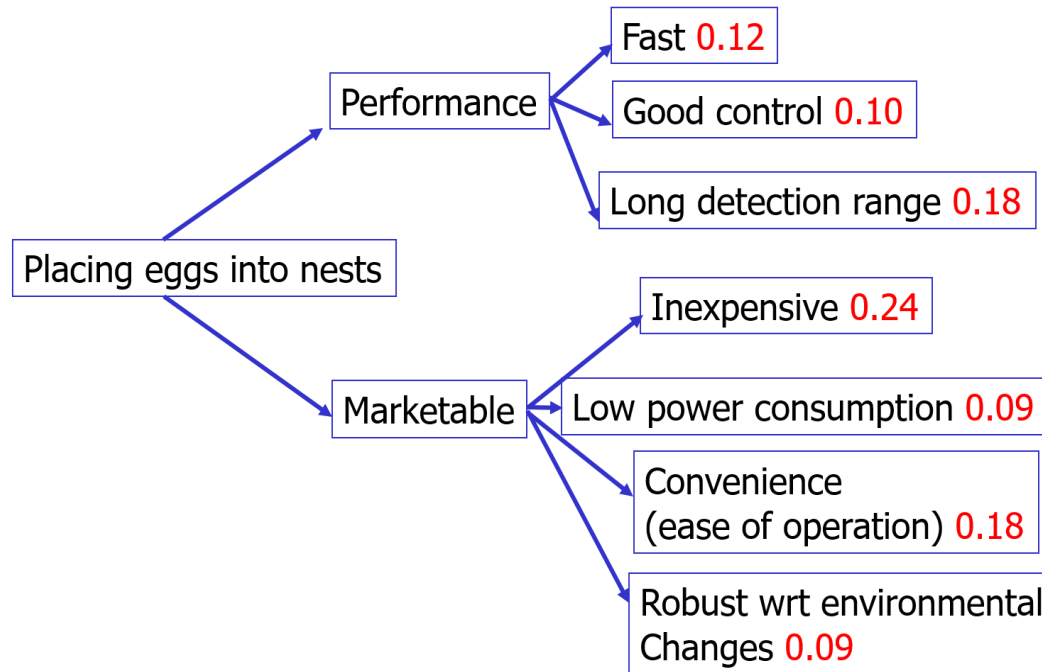 Fast 0.12
Performance
Good control 0.10
Long detection range 0.18
Placing eggs into nests
Inexpensive 0.24
Marketable
Low power consumption 0.09
Convenience
(ease of operation) 0.18
Robust wrt environmental
Changes 0.09